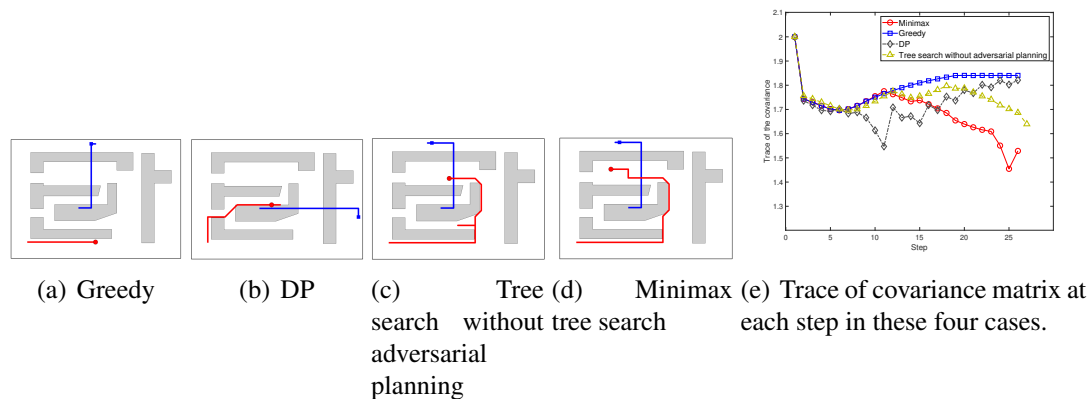 2.1
2
1.9
1.8
1.7
1.6
1.5
1.4
1.3
Trace of the covariance
0
5
10
15
20
25
Step
Minimax
Greedy
DP
Tree search without adversarial planning
(a) Greedy
(b) DP
(c) Tree
search without
adversarial
planning
(d) Minimax
tree search
(e) Trace of covariance matrix at
each step in these four cases.